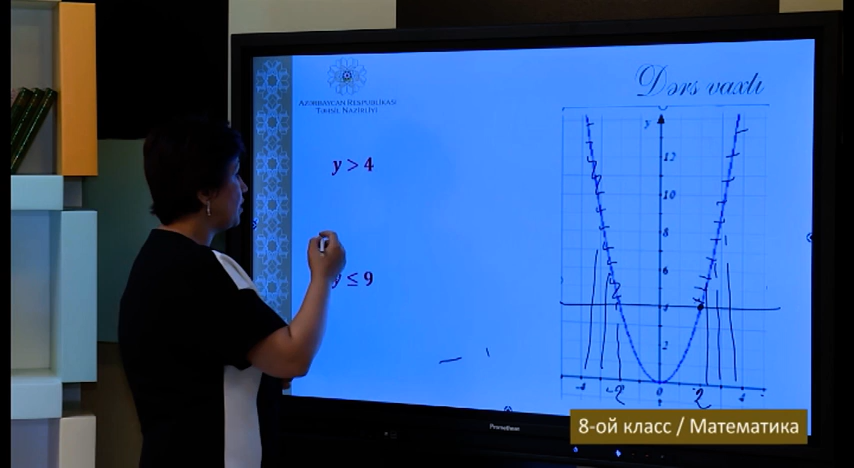 AZƏRBAYCAN RESPUBLİKASI
TƏHSİL NAZİRLİYİ
Dərs vaxtı
y > 4
y ≤ 9
y
12
10
8
6
4
2
-4 -2 0 2 4
Promethean
8-ой класс / Математика